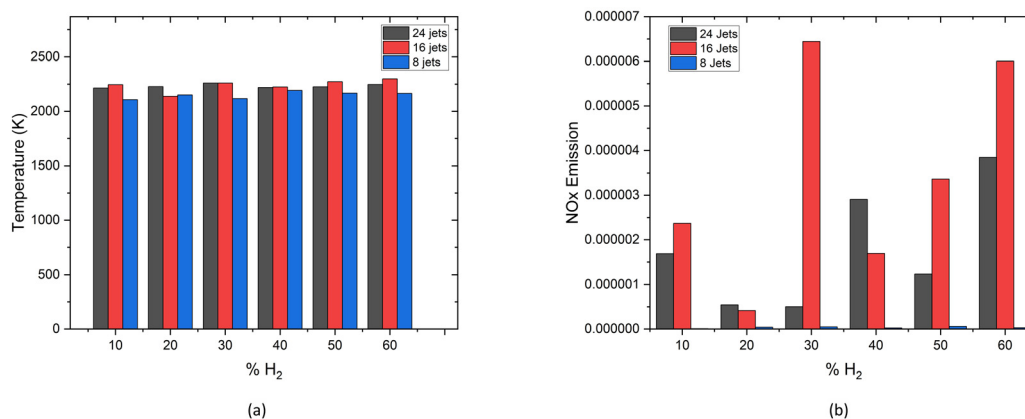 2500
2000
1500
1000
500
0
Temperature (K)
10 20 30 40 50 60
% H2
24 jets
16 jets
8 jets
(a)
0.000007
0.000006
0.000005
0.000004
0.000003
0.000002
0.000001
0.000000
NOx Emission
10 20 30 40 50 60
% H2
24 Jets
16 Jets
8 Jets
(b)